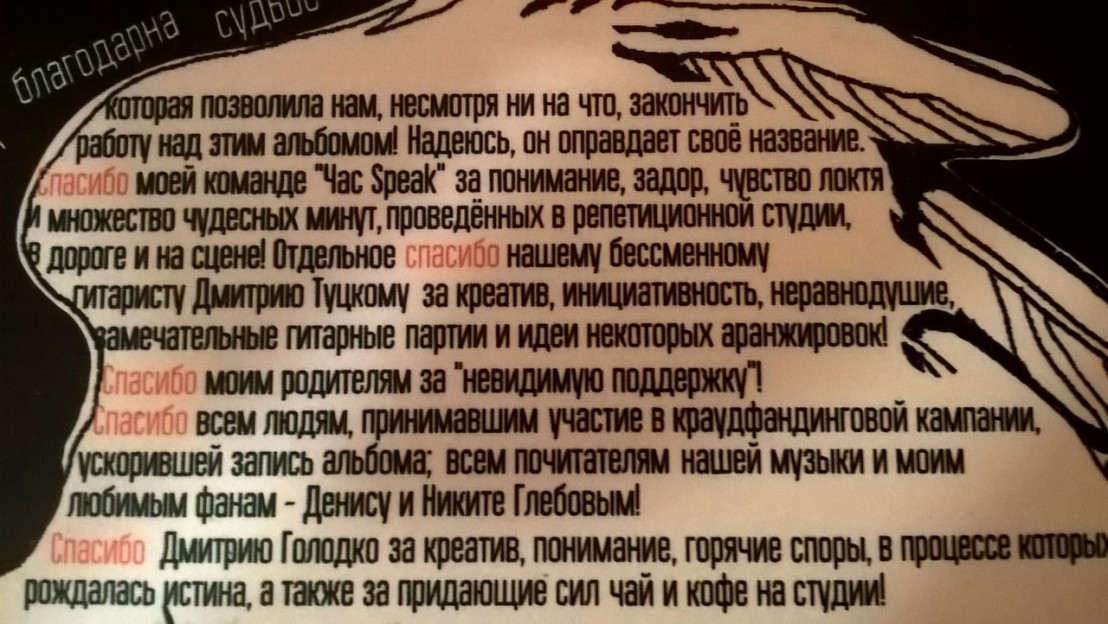 благодарна судьбе
которая позволила нам, несмотря ни на что, закончить
работу над этим альбомом! Надеюсь, он оправдает своё название.
Спасибо моей команде "Час Speak" за понимание, задор, чувство локтя
и множество чудесных минут, проведённых в репетиционной студии,
в дороге и на сцене! Отдельное спасибо нашему бессменному
гитаристу Дмитрию Туцкому за креатив, инициативность, неравнодушие,
замечательные гитарные партии и идеи некоторых аранжировок!
Спасибо моим родителям за "невидимую поддержку"!
Спасибо всем людям, принимавшим участие в краудфандинговой кампании,
ускорившей запись альбома; всем почитателям нашей музыки и моим
любимым фанам - Денису и Никите Глебовым!
Спасибо Дмитрию Голодко за креатив, понимание, горячие споры, в процессе которых
рождалась истина, а также за придающие сил чай и кофе на студии!